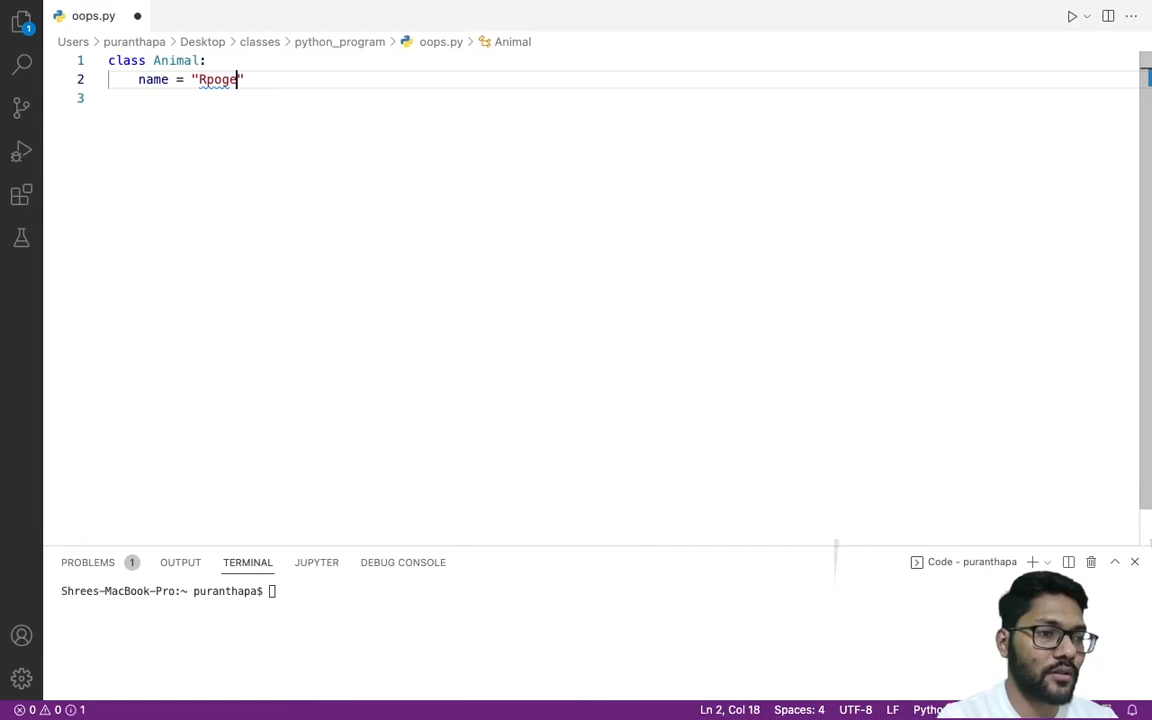 oops.py
Users > puranthapa > Desktop > classes > python_program > oops.py > Animal
1 class Animal:
2 name = "Rpoge"
3
PROBLEMS 1 OUTPUT TERMINAL JUPYTER DEBUG CONSOLE Code - puranthapa
Shrees-MacBook-Pro:~ puranthapa$
1
0 0 1 Ln 2, Col 18 Spaces: 4 UTF-8 LF